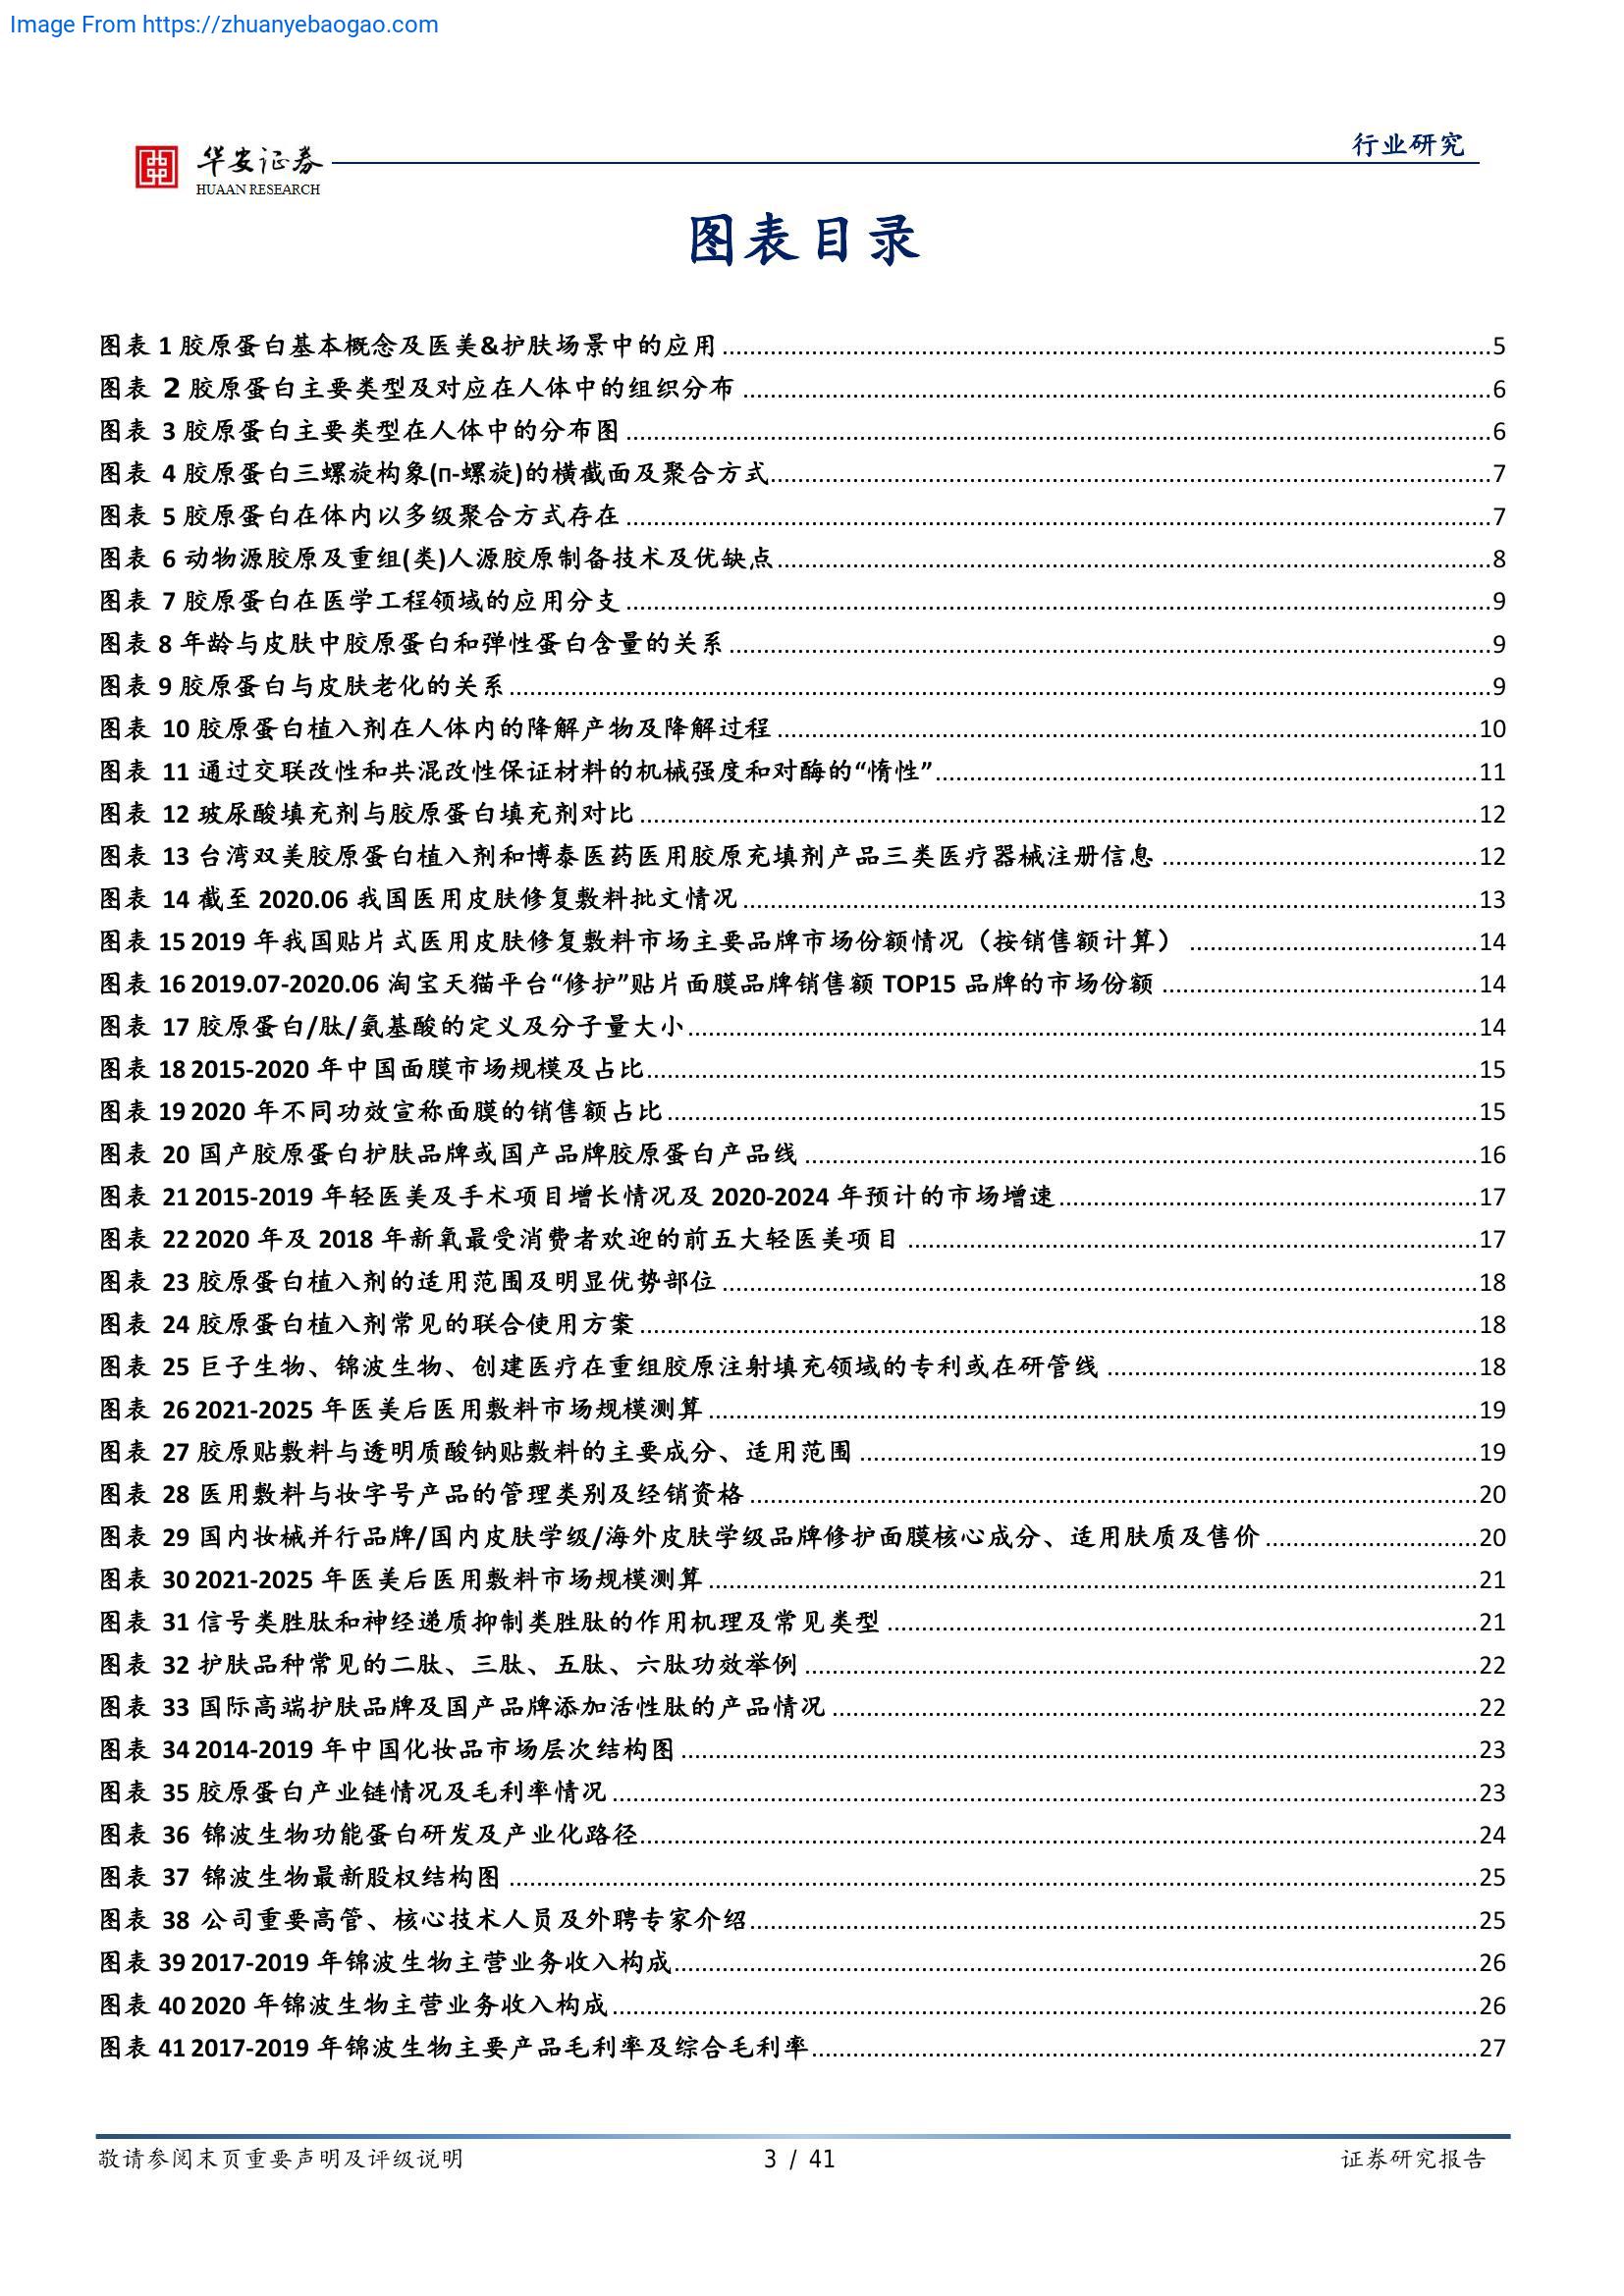 Image From https://zhuanyebaogao.com
行业研究
华安证券
HUAAN RESEARCH
图表目录
图表 1 胶原蛋白基本概念及医美&护肤场景中的应用 5
图表 2 胶原蛋白主要类型及对应在人体中的组织分布 6
图表 3 胶原蛋白主要类型在人体中的分布图 6
图表 4 胶原蛋白三螺旋构象(п-螺旋)的横截面及聚合方式 7
图表 5 胶原蛋白在体内以多级聚合方式存在 7
图表 6 动物源胶原及重组(类)人源胶原制备技术及优缺点 8
图表 7 胶原蛋白在医学工程领域的应用分支 9
图表 8 年龄与皮肤中胶原蛋白和弹性蛋白含量的关系 9
图表 9 胶原蛋白与皮肤老化的关系 9
图表 10 胶原蛋白植入剂在人体内的降解产物及降解过程 10
图表 11 通过交联改性和共混改性保证材料的机械强度和对酶的“惰性” 11
图表 12 玻尿酸填充剂与胶原蛋白填充剂对比 12
图表 13 台湾双美胶原蛋白植入剂和博泰医药医用胶原充填剂产品三类医疗器械注册信息 12
图表 14 截至 2020.06 我国医用皮肤修复敷料批文情况 13
图表 15 2019 年我国贴片式医用皮肤修复敷料市场主要品牌市场份额情况（按销售额计算） 14
图表 16 2019.07-2020.06 淘宝天猫平台“修护”贴片面膜品牌销售额 TOP15 品牌的市场份额 14
图表 17 胶原蛋白/肽/氨基酸的定义及分子量大小 14
图表 18 2015-2020 年中国面膜市场规模及占比 15
图表 19 2020 年不同功效宣称面膜的销售额占比 15
图表 20 国产胶原蛋白护肤品牌或国产品牌胶原蛋白产品线 16
图表 21 2015-2019 年轻医美及手术项目增长情况及 2020-2024 年预计的市场增速 17
图表 22 2020 年及 2018 年新氧最受消费者欢迎的前五大轻医美项目 17
图表 23 胶原蛋白植入剂的适用范围及明显优势部位 18
图表 24 胶原蛋白植入剂常见的联合使用方案 18
图表 25 巨子生物、锦波生物、创建医疗在重组胶原注射填充领域的专利或在研管线 18
图表 26 2021-2025 年医美后医用敷料市场规模测算 19
图表 27 胶原贴敷料与透明质酸钠贴敷料的主要成分、适用范围 19
图表 28 医用敷料与妆字号产品的管理类别及经销资格 20
图表 29 国内妆械并行品牌/国内皮肤学级/海外皮肤学级品牌修护面膜核心成分、适用肤质及售价 20
图表 30 2021-2025 年医美后医用敷料市场规模测算 21
图表 31 信号类胜肽和神经递质抑制类胜肽的作用机理及常见类型 21
图表 32 护肤品种常见的二肽、三肽、五肽、六肽功效举例 22
图表 33 国际高端护肤品牌及国产品牌添加活性肽的产品情况 22
图表 34 2014-2019 年中国化妆品市场层次结构图 23
图表 35 胶原蛋白产业链情况及毛利率情况 23
图表 36 锦波生物功能蛋白研发及产业化路径 24
图表 37 锦波生物最新股权结构图 25
图表 38 公司重要高管、核心技术人员及外聘专家介绍 25
图表 39 2017-2019 年锦波生物主营业务收入构成 26
图表 40 2020 年锦波生物主营业务收入构成 26
图表 41 2017-2019 年锦波生物主要产品毛利率及综合毛利率 27
敬请参阅末页重要声明及评级说明 3 / 41 证券研究报告